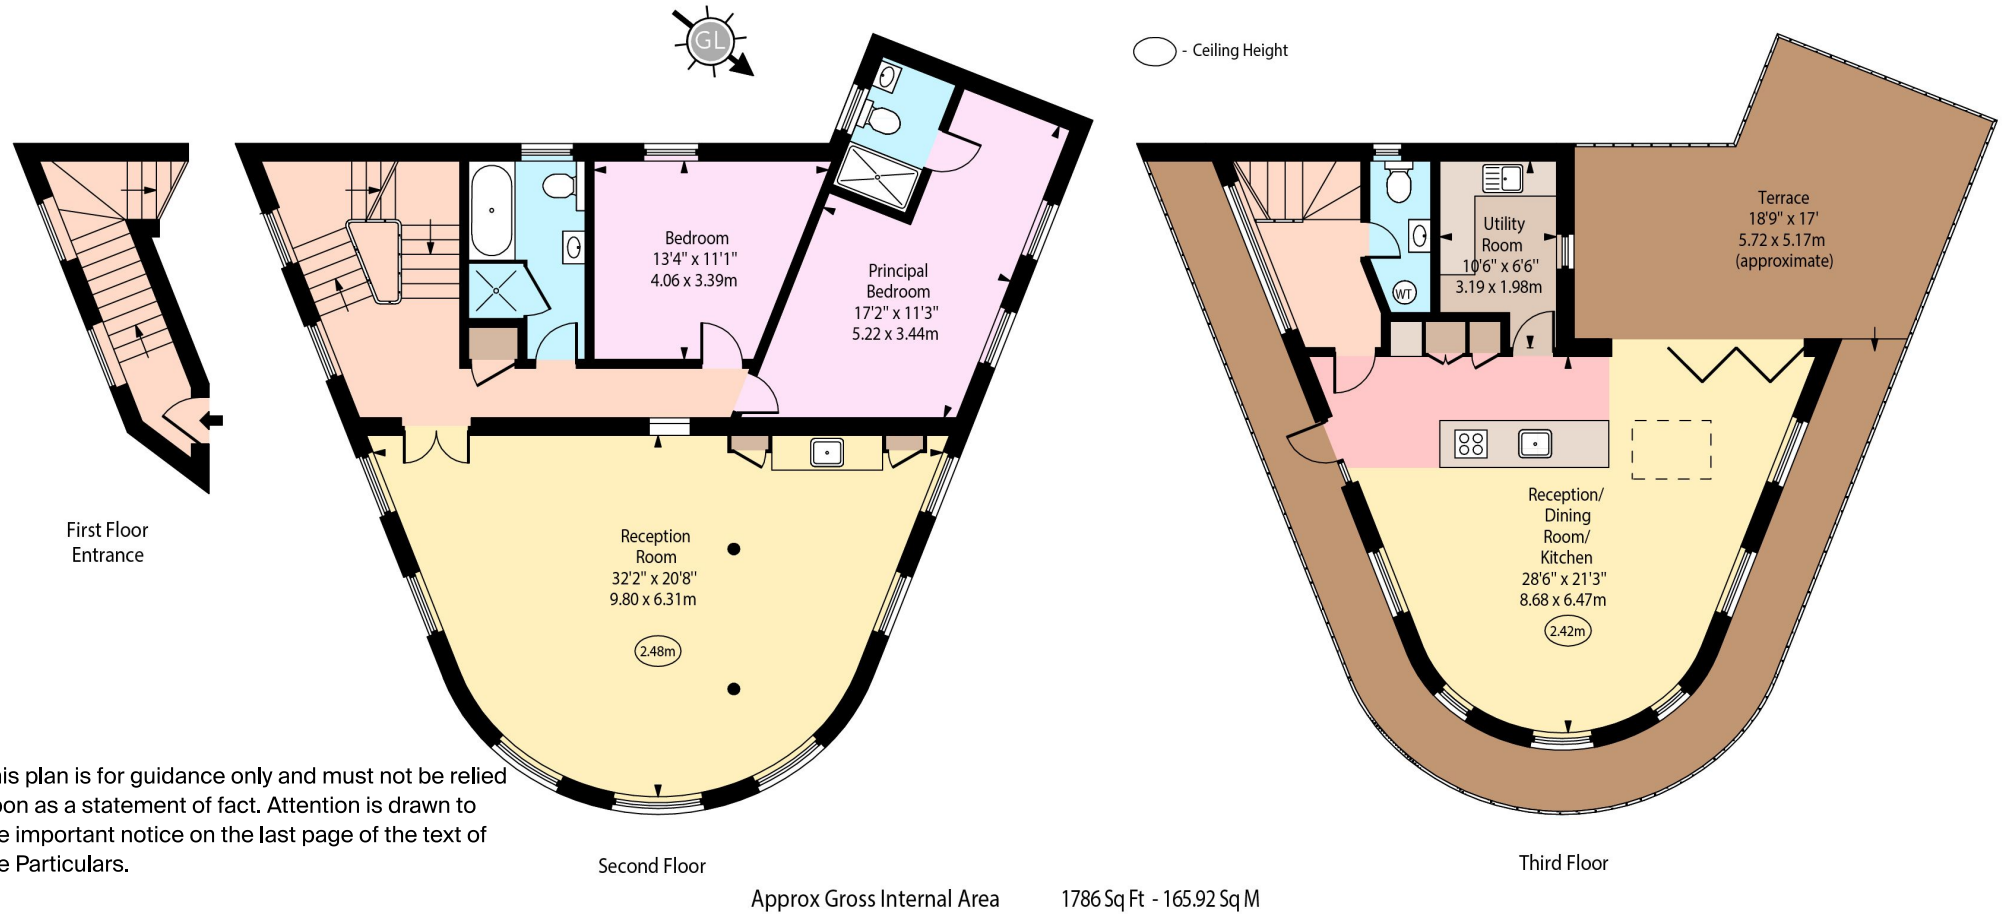 GL
- Ceiling Height
Bedroom
13'4" x 11'1"
4.06 x 3.39m
Principal
Bedroom
17'2" x 11'3"
5.22 x 3.44m
Reception
Room
32'2" x 20'8"
9.80 x 6.31m
2.48m
First Floor
Entrance
Second Floor
Terrace
18'9" x 17'
5.72 x 5.17m
(approximate)
Utility
Room
10'6" x 6'6"
3.19 x 1.98m
WT
Reception/
Dining
Room/
Kitchen
28'6" x 21'3"
8.68 x 6.47m
2.42m
Third Floor
is plan is for guidance only and must not be relied
on as a statement of fact. Attention is drawn to
e important notice on the last page of the text of
e Particulars.
Approx Gross Internal Area 1786 Sq Ft - 165.92 Sq M